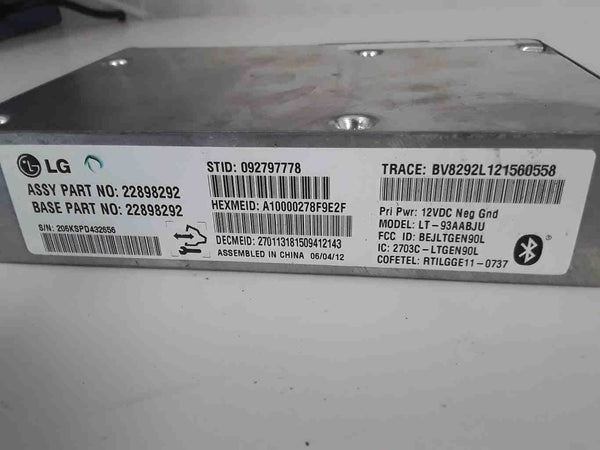 LG
ASSY PART NO: 22898292
BASE PART NO: 22898292
S/N: 206KSPD432656
STID: 092797778
HEXMEID: A10000278F9E2F
DECMEID: 270113181509412143
ASSEMBLED IN CHINA 06/04/12
TRACE: BV8292L121560558
Pri Pwr: 12VDC Neg Gnd
MODEL: LT-93AABJU
FCC ID: BEJLTGEN90L
IC: 2703C-LTGEN90L
COFETEL: RTILGGE11-0737